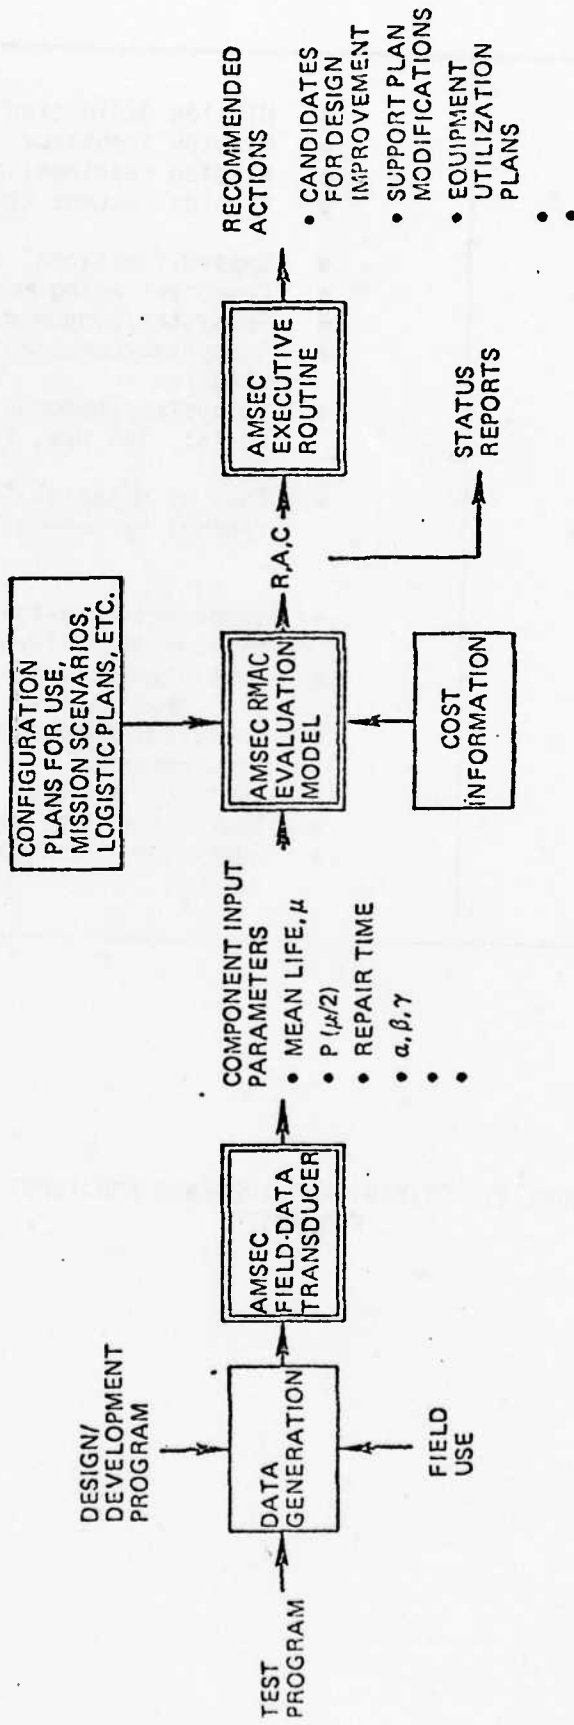 TEST
PROGRAM
DESIGN/
DEVELOPMENT
PROGRAM
DATA
GENERATION
FIELD
USE
AMSEC
FIELD-DATA
TRANSDUCER
COMPONENT INPUT
PARAMETERS
• MEAN LIFE, μ
• P (μ/2)
• REPAIR TIME
• α, β, γ
•
•
CONFIGURATION
PLANS FOR USE,
MISSION SCENARIOS,
LOGISTIC PLANS, ETC.
AMSEC RMAC
EVALUATION
MODEL
COST
INFORMATION
R, A, C
STATUS
REPORTS
AMSEC
EXECUTIVE
ROUTINE
RECOMMENDED
ACTIONS
• CANDIDATES
FOR DESIGN
IMPROVEMENT
• SUPPORT PLAN
MODIFICATIONS
• EQUIPMENT
UTILIZATION
PLANS
•
•